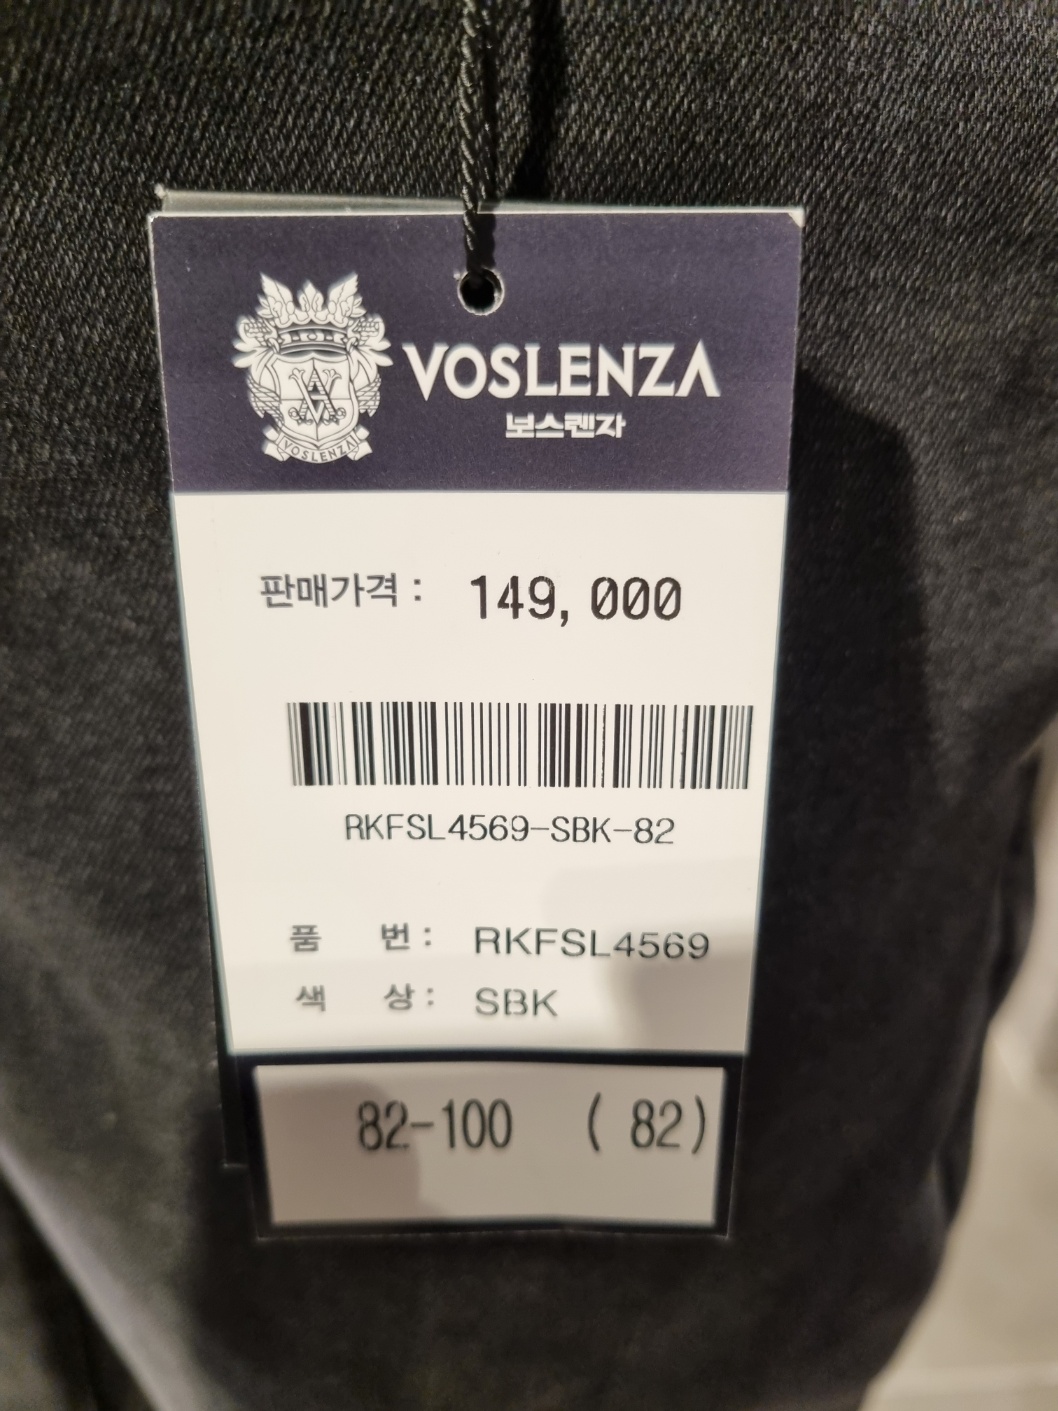 VOSLENZA
보스렌자
VOSLENZA
판매가격 : 149,000
RKFSL4569-SBK-82
품 번 : RKFSL4569
색 상 : SBK
82-100 ( 82)